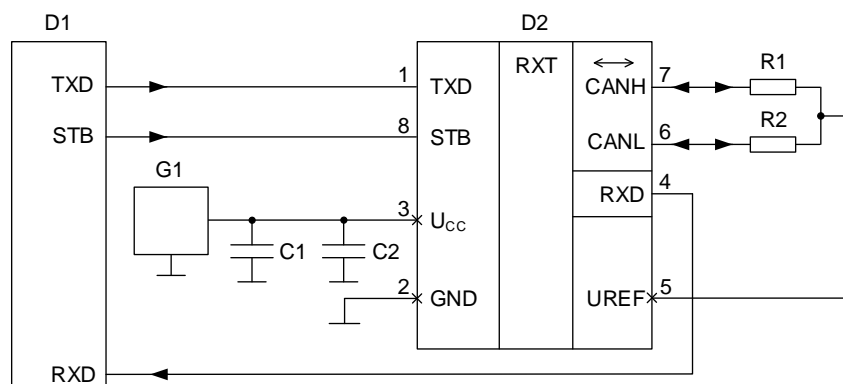 D1 D2
TXD 1 TXD RXT CANH 7 R1
STB 8 STB CANL 6 R2
G1 RXD 4
3 UCC
C1 C2
2 GND UREF 5
RXD